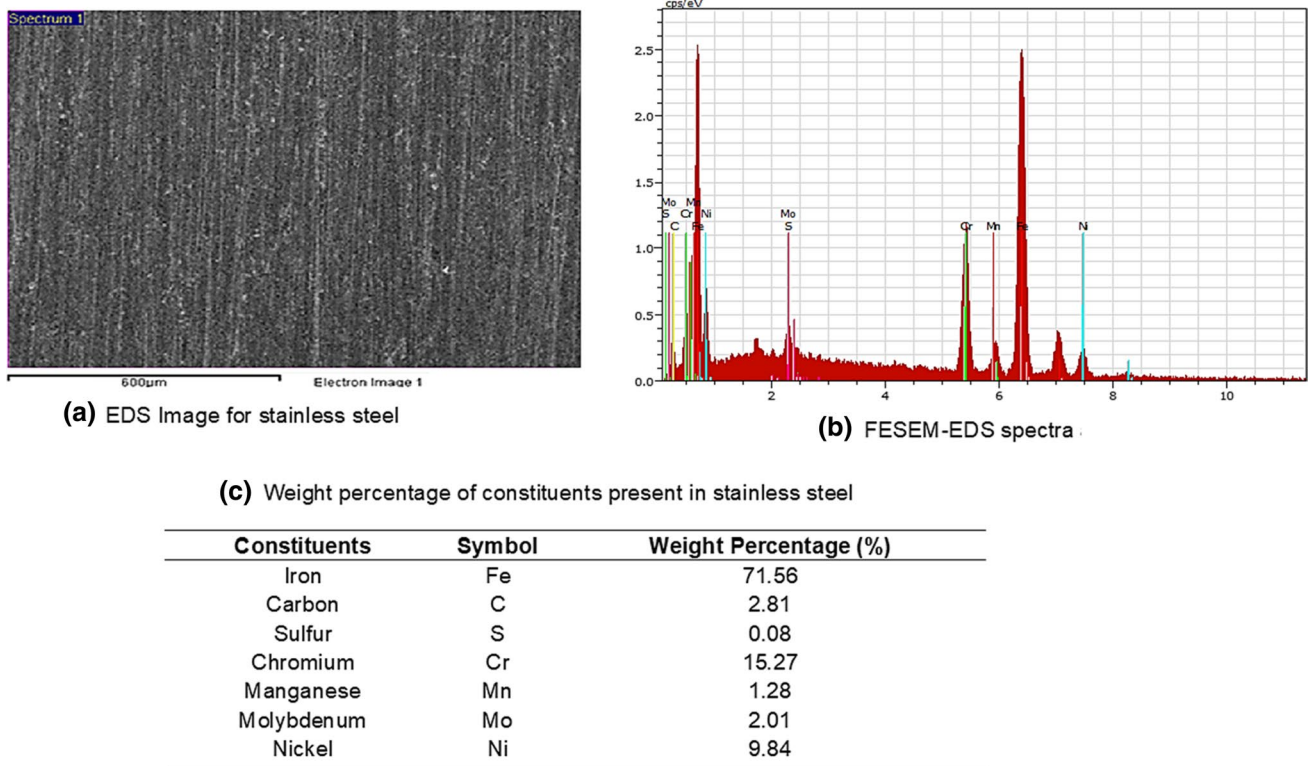 Spectrum 1
600µm Electron Image 1
(a) EDS Image for stainless steel
cps/eV
2.5
2.0
1.5
1.0
0.5
0.0
Mo Mn Mo
S C Cr Fe Ni S Cr Mn Fe Ni
2 4 6 8 10
(b) FESEM-EDS spectra
(c) Weight percentage of constituents present in stainless steel
Constituents Symbol Weight Percentage (%)
Iron Fe 71.56
Carbon C 2.81
Sulfur S 0.08
Chromium Cr 15.27
Manganese Mn 1.28
Molybdenum Mo 2.01
Nickel Ni 9.84